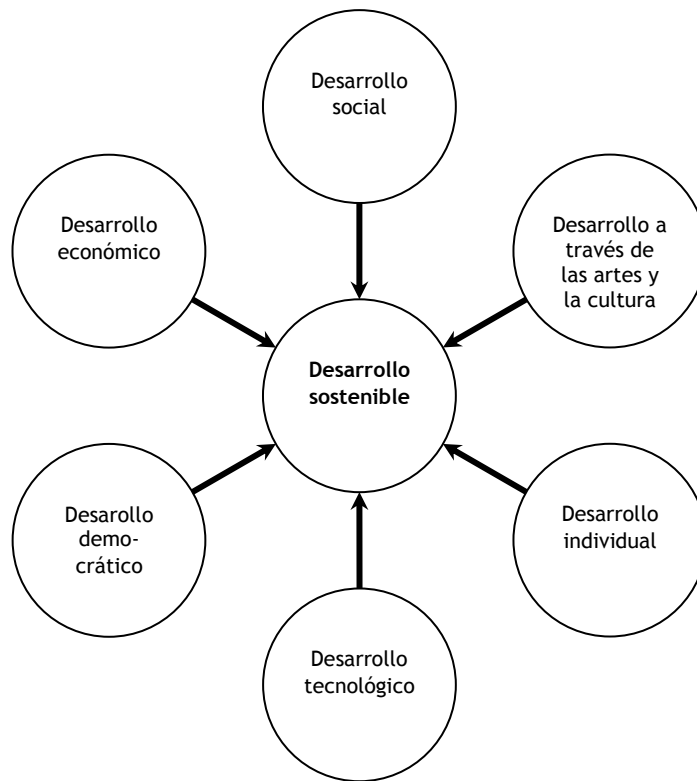 Desarrollo
social
Desarrollo
económico
Desarrollo a
través de
las artes y
la cultura
Desarrollo
sostenible
Desarollo
demo-
crático
Desarrollo
individual
Desarrollo
tecnológico